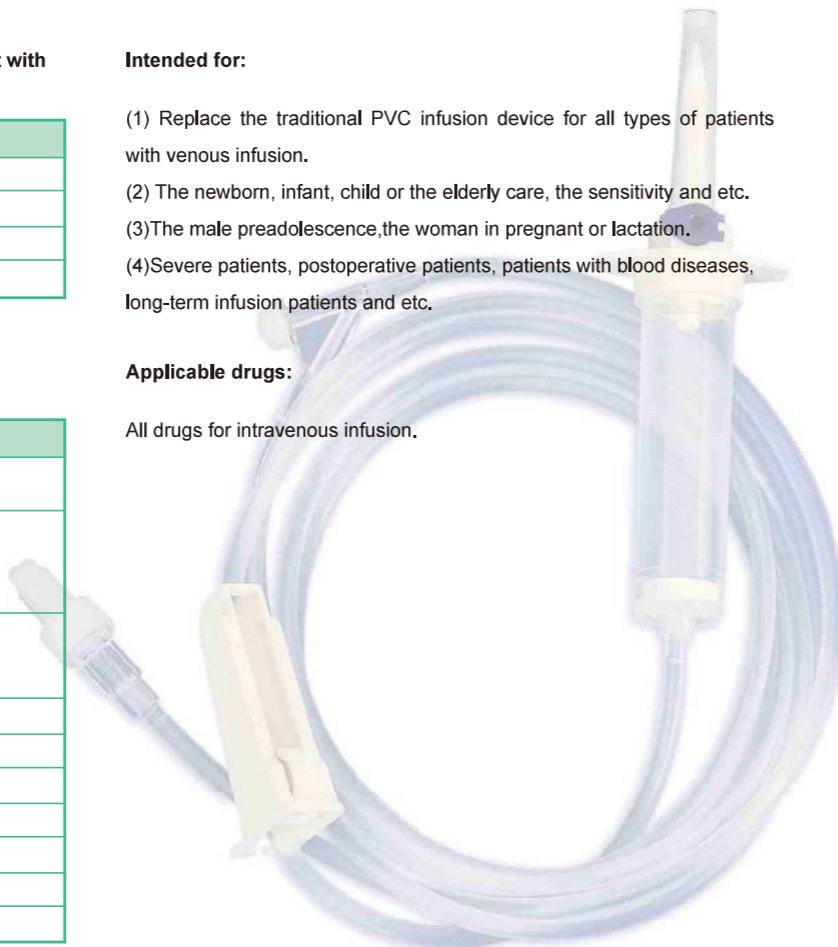 t with
Intended for:
(1) Replace the traditional PVC infusion device for all types of patients
with venous infusion.
(2) The newborn, infant, child or the elderly care, the sensitivity and etc.
(3)The male preadolescence,the woman in pregnant or lactation.
(4)Severe patients, postoperative patients, patients with blood diseases,
long-term infusion patients and etc.
Applicable drugs:
All drugs for intravenous infusion.